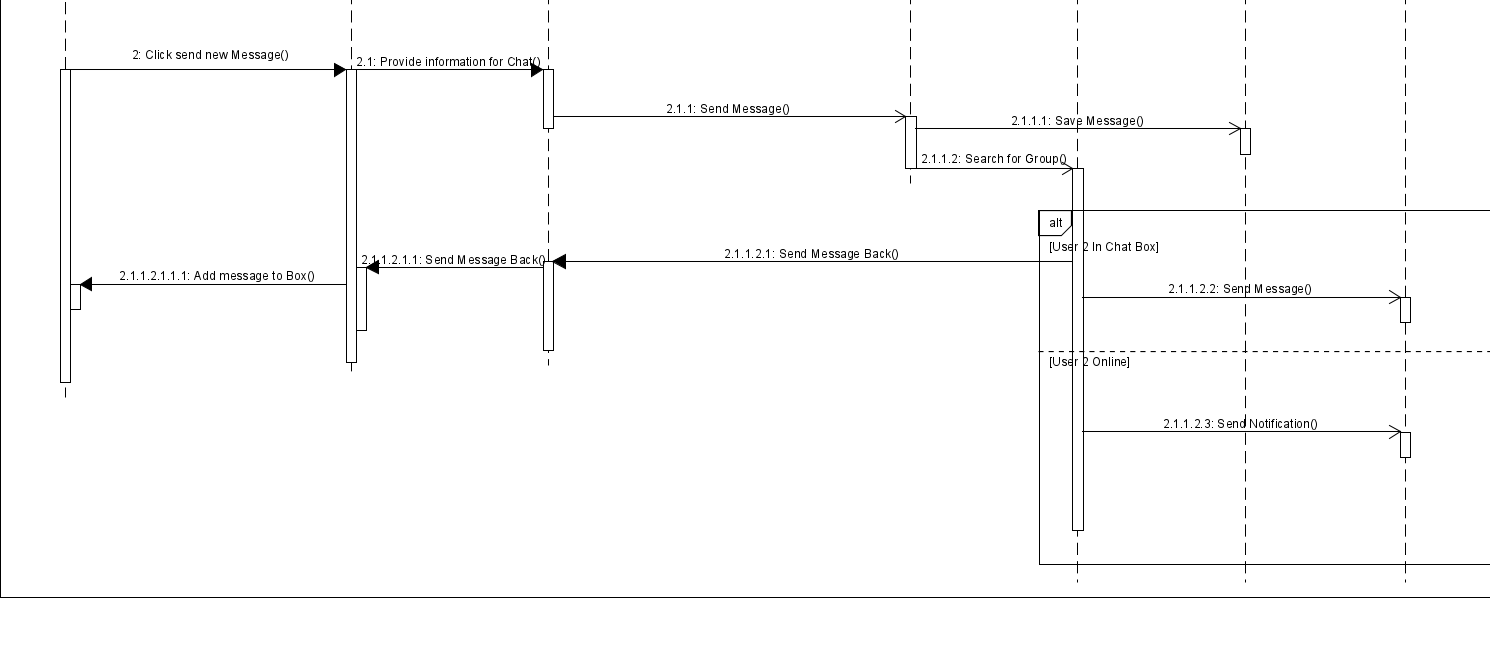 2: Click send new Message()
2.1: Provide information for Chat()
2.1.1: Send Message()
2.1.1.1: Save Message()
2.1.1.2: Search for Group()
alt
[User 2 In Chat Box]
2.1.1.2.1: Send Message Back()
2.1.1.2.1.1: Send Message Back()
2.1.1.2.1.1.1: Add message to Box()
2.1.1.2.2: Send Message()
[User 2 Online]
2.1.1.2.3: Send Notification()